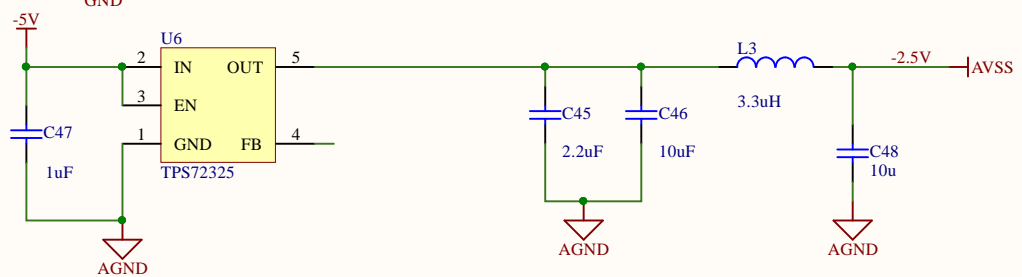 GND
-5V
U6
2 IN OUT 5
3 EN
1 GND FB 4
TPS72325
C47
1uF
AGND
C45
2.2uF
C46
10uF
AGND
L3
3.3uH
-2.5V
AVSS
C48
10u
AGND